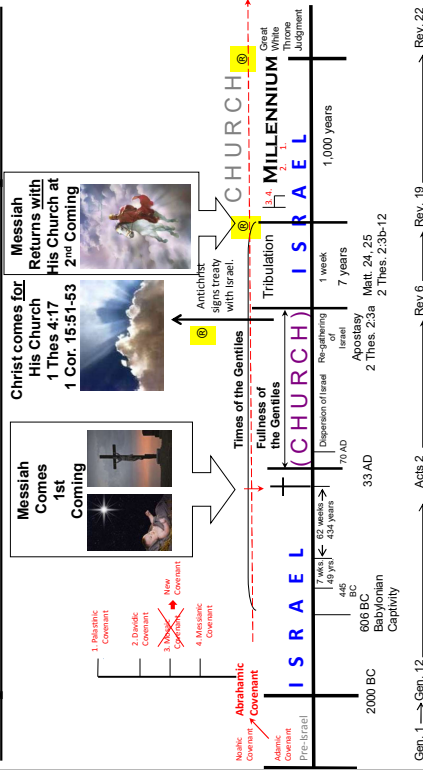 Messiah
Comes
1st
Coming
Christ comes for
His Church
1 Thes 4:17
1 Cor. 15:51-53
Messiah
Returns with
His Church at
2nd Coming
1. Palastinic
Covenant
2. Davidic
Covenant
3. Mosaic
Covenant
New
Covenant
4. Messianic
Covenant
Abrahamic
Covenant
Noahic
Covenant
Adamic
Covenant
Pre-Israel
ISRAEL
Times of the Gentiles
Fullness of
the Gentiles
(CHURCH)
®
Antichrist
signs treaty
with Israel.
Tribulation
®
CHURCH
®
3. 4.
2.
1.
MILLENNIUM
ISRAEL
Great
White
Throne
Judgment
2000 BC
606 BC
Babylonian
Captivity
445
BC
7 wks.
49 yrs.
62 weeks
434 years
33 AD
70 AD
Dispersion of Israel
Re-gathering
of
Israel
Apostasy
2 Thes. 2:3a
1 week
7 years
Matt. 24, 25
2 Thes. 2:3b-12
1,000 years
Gen. 1
Gen. 12
Acts 2
Rev 6
Rev. 19
Rev. 22